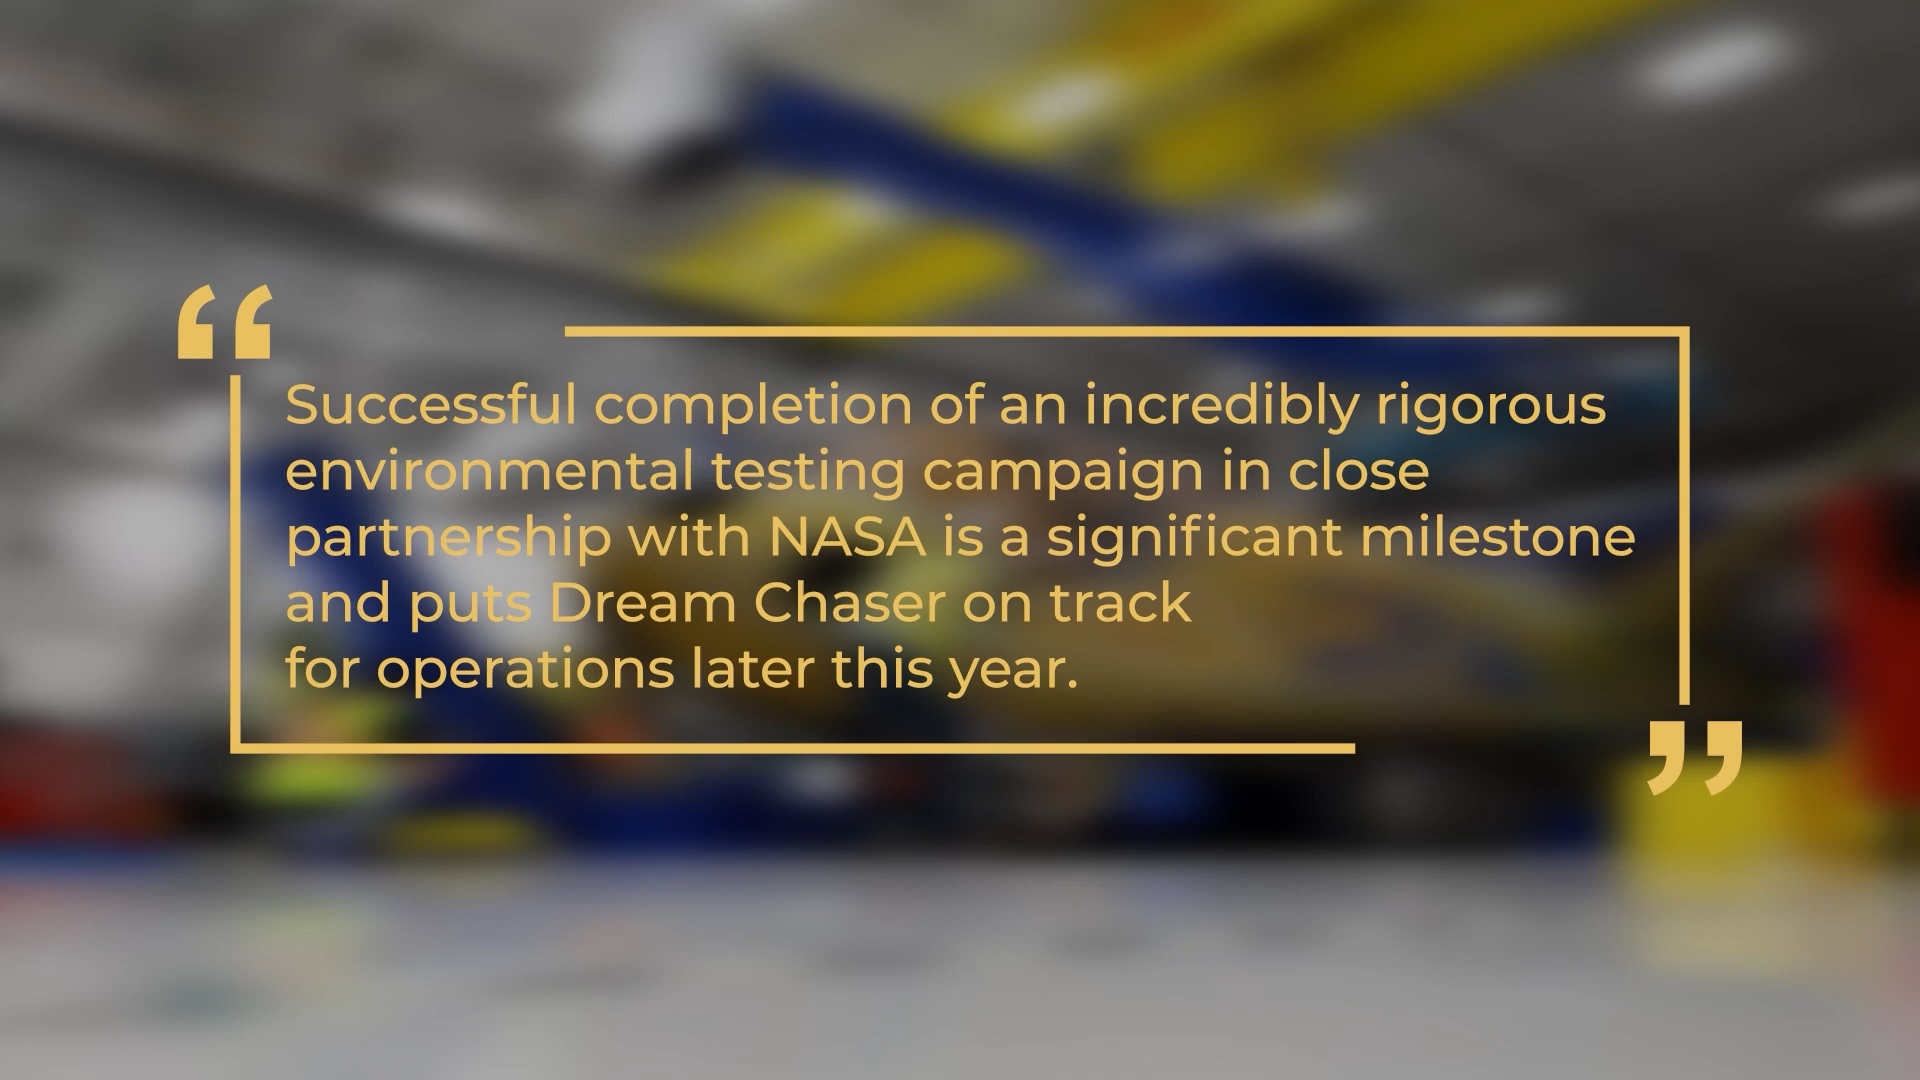 “
Successful completion of an incredibly rigorous
environmental testing campaign in close
partnership with NASA is a significant milestone
and puts Dream Chaser on track
for operations later this year.
”